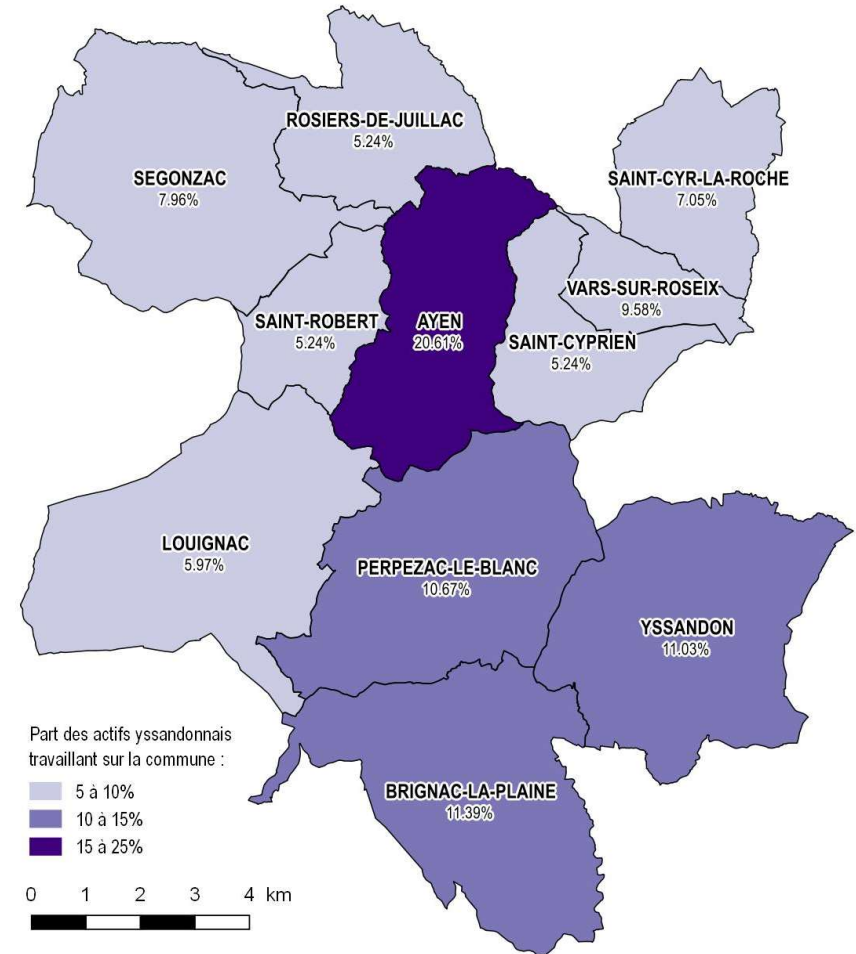 ROSIERS-DE-JUILLAC
5.24%
SEGONZAC
7.96%
SAINT-CYR-LA-ROCHE
7.05%
VARS-SUR-ROSEIX
9.58%
SAINT-ROBERT
5.24%
AYEN
20.61%
SAINT-CYPRIEN
5.24%
LOUIGNAC
5.97%
PERPEZAC-LE-BLANC
10.67%
YSSANDON
11.03%
BRIGNAC-LA-PLAINE
11.39%
Part des actifs yssandonnais
travaillant sur la commune :
5 à 10%
10 à 15%
15 à 25%
0 1 2 3 4 km